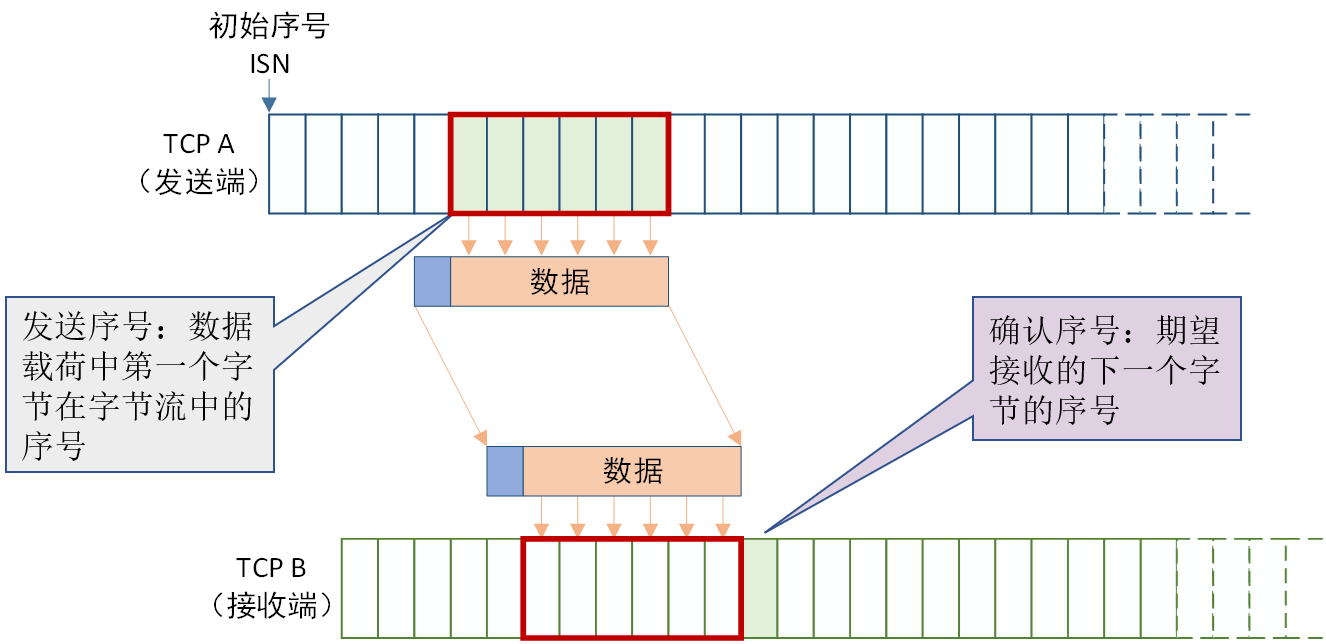 初始序号
ISN
TCP A
（发送端）
数据
发送序号：数据
载荷中第一个字
节在字节流中的
序号
确认序号：期望
接收的下一个字
节的序号
数据
TCP B
（接收端）